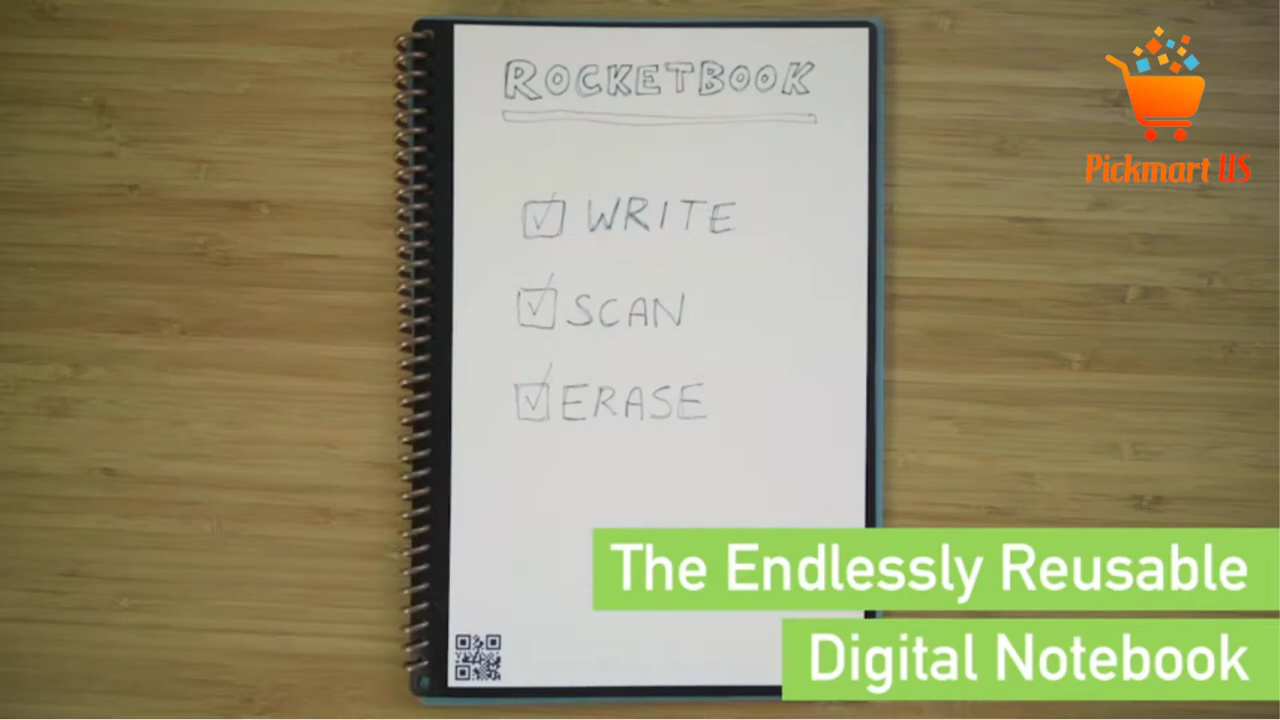 ROCKETBOOK
WRITE
SCAN
ERASE
Pickmart US
The Endlessly Reusable
Digital Notebook